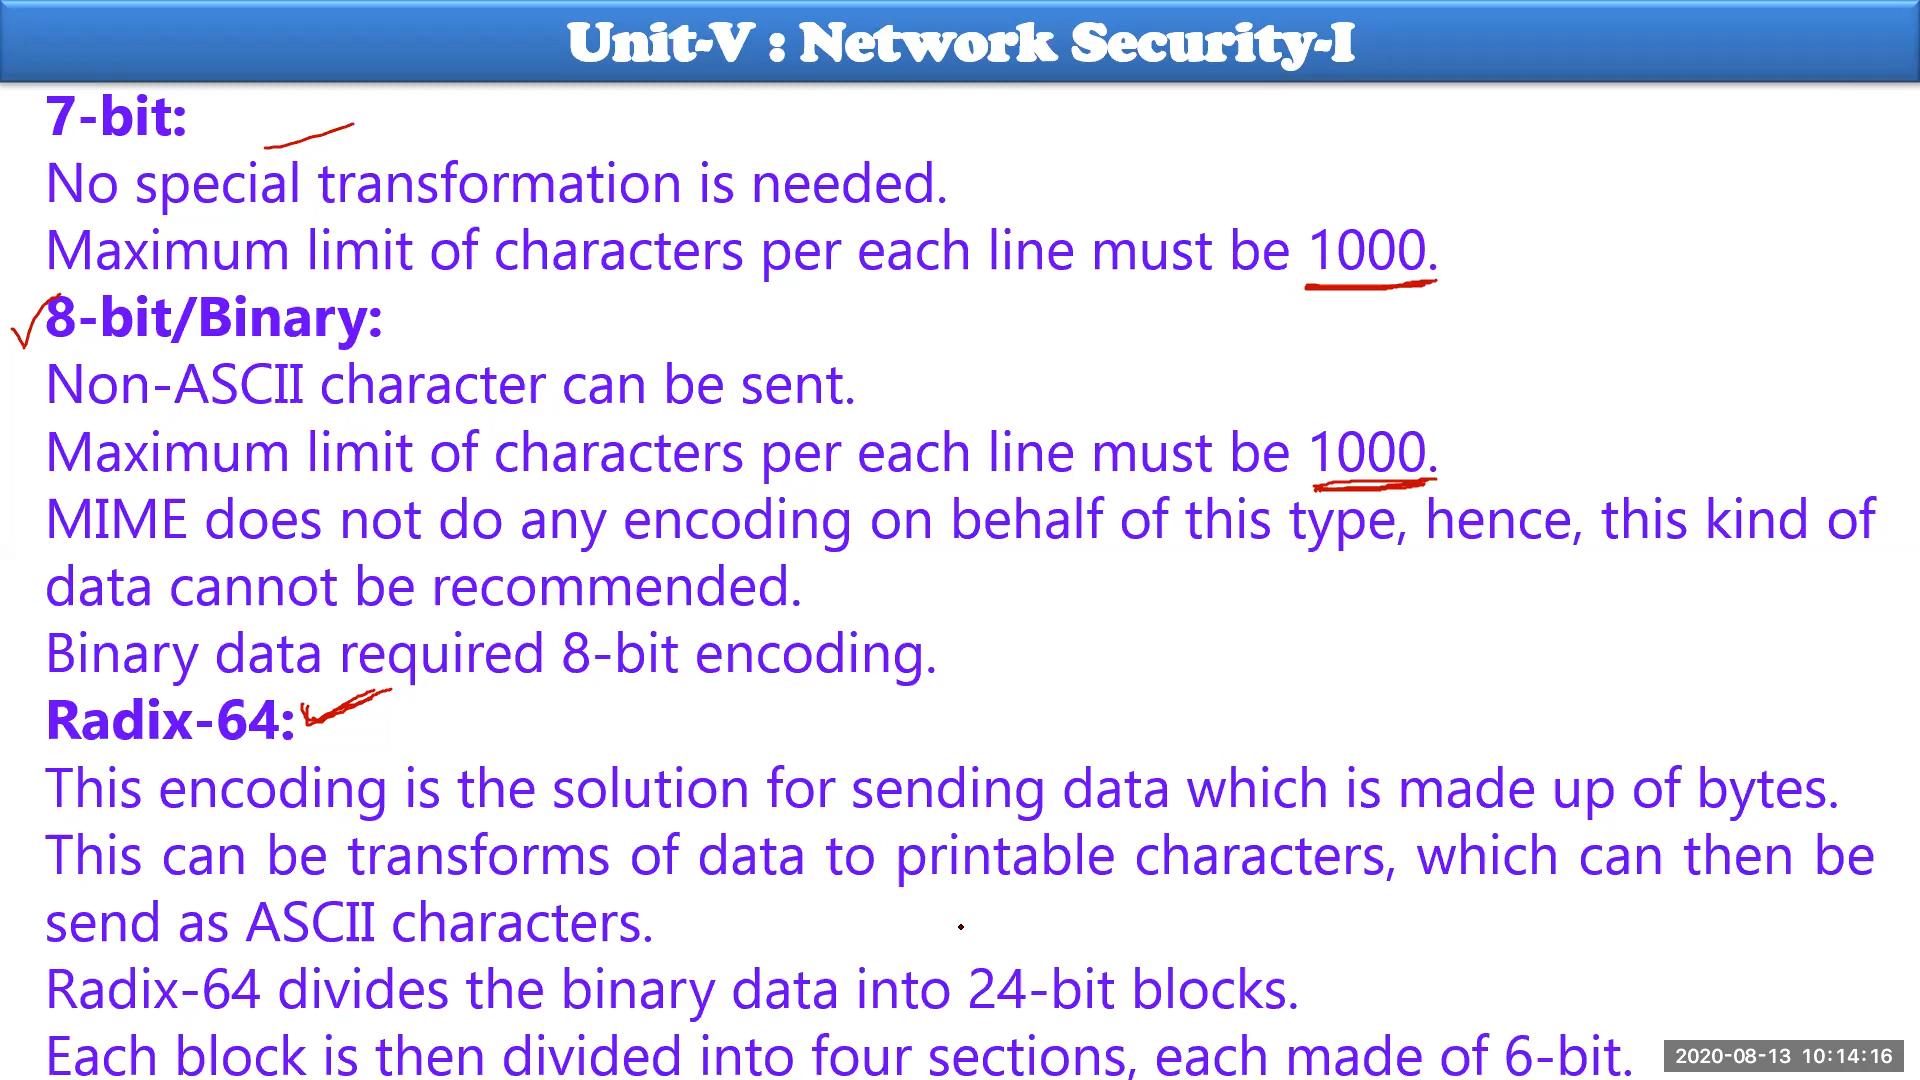 Unit-V : Network Security-I
7-bit:
No special transformation is needed.
Maximum limit of characters per each line must be 1000.
8-bit/Binary:
Non-ASCII character can be sent.
Maximum limit of characters per each line must be 1000.
MIME does not do any encoding on behalf of this type, hence, this kind of
data cannot be recommended.
Binary data required 8-bit encoding.
Radix-64:
This encoding is the solution for sending data which is made up of bytes.
This can be transforms of data to printable characters, which can then be
send as ASCII characters.
Radix-64 divides the binary data into 24-bit blocks.
Each block is then divided into four sections, each made of 6-bit.
2020-08-13 10:14:16